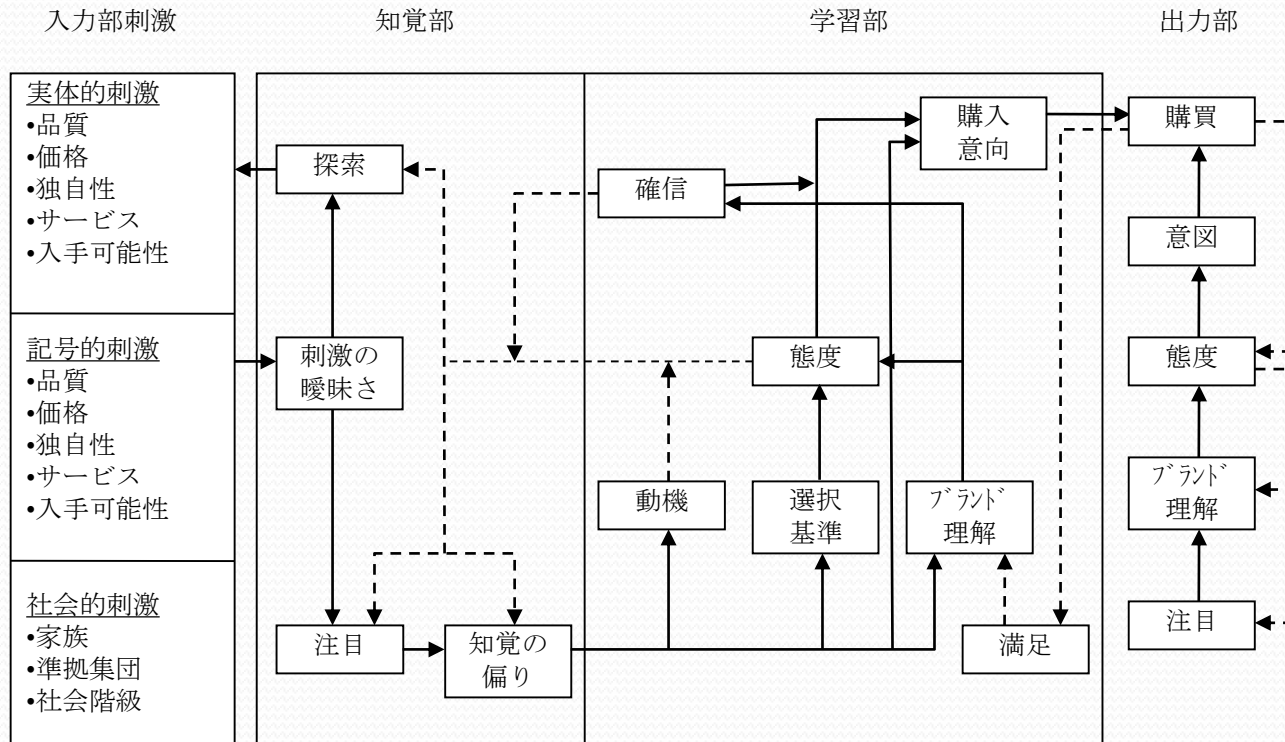 入力部刺激
知覚部
学習部
出力部
実体的刺激
•品質
•価格
•独自性
•サービス
•入手可能性
記号的刺激
•品質
•価格
•独自性
•サービス
•入手可能性
社会的刺激
•家族
•準拠集団
•社会階級
探索
刺激の
曖昧さ
注目
知覚の
偏り
確信
購入
意向
態度
動機
選択
基準
ﾌﾞﾗﾝﾄﾞ
理解
満足
購買
意図
態度
ﾌﾞﾗﾝﾄﾞ
理解
注目